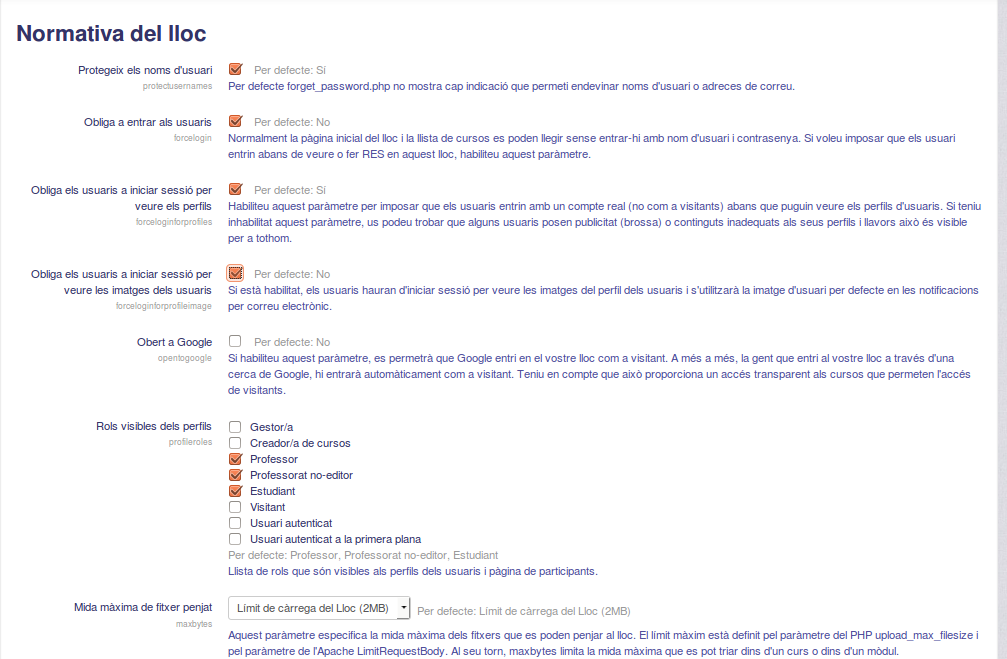 Normativa del lloc
Protegeix els noms d'usuari
Per defecte: Sí
protectusernames
Per defecte forget_password.php no mostra cap indicació que permeti endevinar noms d'usuari o adreces de correu.
Obliga a entrar als usuaris
Per defecte: No
forcelogin
Normalment la pàgina inicial del lloc i la llista de cursos es poden llegir sense entrar-hi amb nom d'usuari i contrasenya. Si voleu imposar que els usuari
entrin abans de veure o fer RES en aquest lloc, habiliteu aquest paràmetre.
Obliga els usuaris a iniciar sessió per
veure els perfils
forceloginforprofiles
Per defecte: Sí
Habiliteu aquest paràmetre per imposar que els usuaris entrin amb un compte real (no com a visitants) abans que puguin veure els perfils d'usuaris. Si teniu
inhabilitat aquest paràmetre, us podeu trobar que alguns usuaris posen publicitat (brossa) o continguts inadequats als seus perfils i llavors això és visible
per a tothom.
Obliga els usuaris a iniciar sessió per
veure les imatges dels usuaris
forceloginforprofileimage
Per defecte: No
Si està habilitat, els usuaris hauran d'iniciar sessió per veure les imatges del perfil dels usuaris i s'utilitzarà la imatge d'usuari per defecte en les notificacions
per correu electrònic.
Obert a Google
Per defecte: No
opentogoogle
Si habiliteu aquest paràmetre, es permetrà que Google entri en el vostre lloc com a visitant. A més a més, la gent que entri al vostre lloc a través d'una
cerca de Google, hi entrarà automàticament com a visitant. Teniu en compte que això proporciona un accés transparent als cursos que permeten l'accés
de visitants.
Rols visibles dels perfils
profileroles
Gestor/a
Creador/a de cursos
Professor
Professorat no-editor
Estudiant
Visitant
Usuari autenticat
Usuari autenticat a la primera plana
Per defecte: Professor, Professorat no-editor, Estudiant
Llista de rols que són visibles als perfils dels usuaris i pàgina de participants.
Mida màxima de fitxer penjat
maxbytes
Límit de càrrega del Lloc (2MB)
Per defecte: Límit de càrrega del Lloc (2MB)
Aquest paràmetre especifica la mida màxima dels fitxers que es poden penjar al lloc. El límit màxim està definit pel paràmetre del PHP upload_max_filesize i
pel paràmetre de l'Apache LimitRequestBody. Al seu torn, maxbytes limita la mida màxima que es pot triar dins d'un curs o dins d'un mòdul.